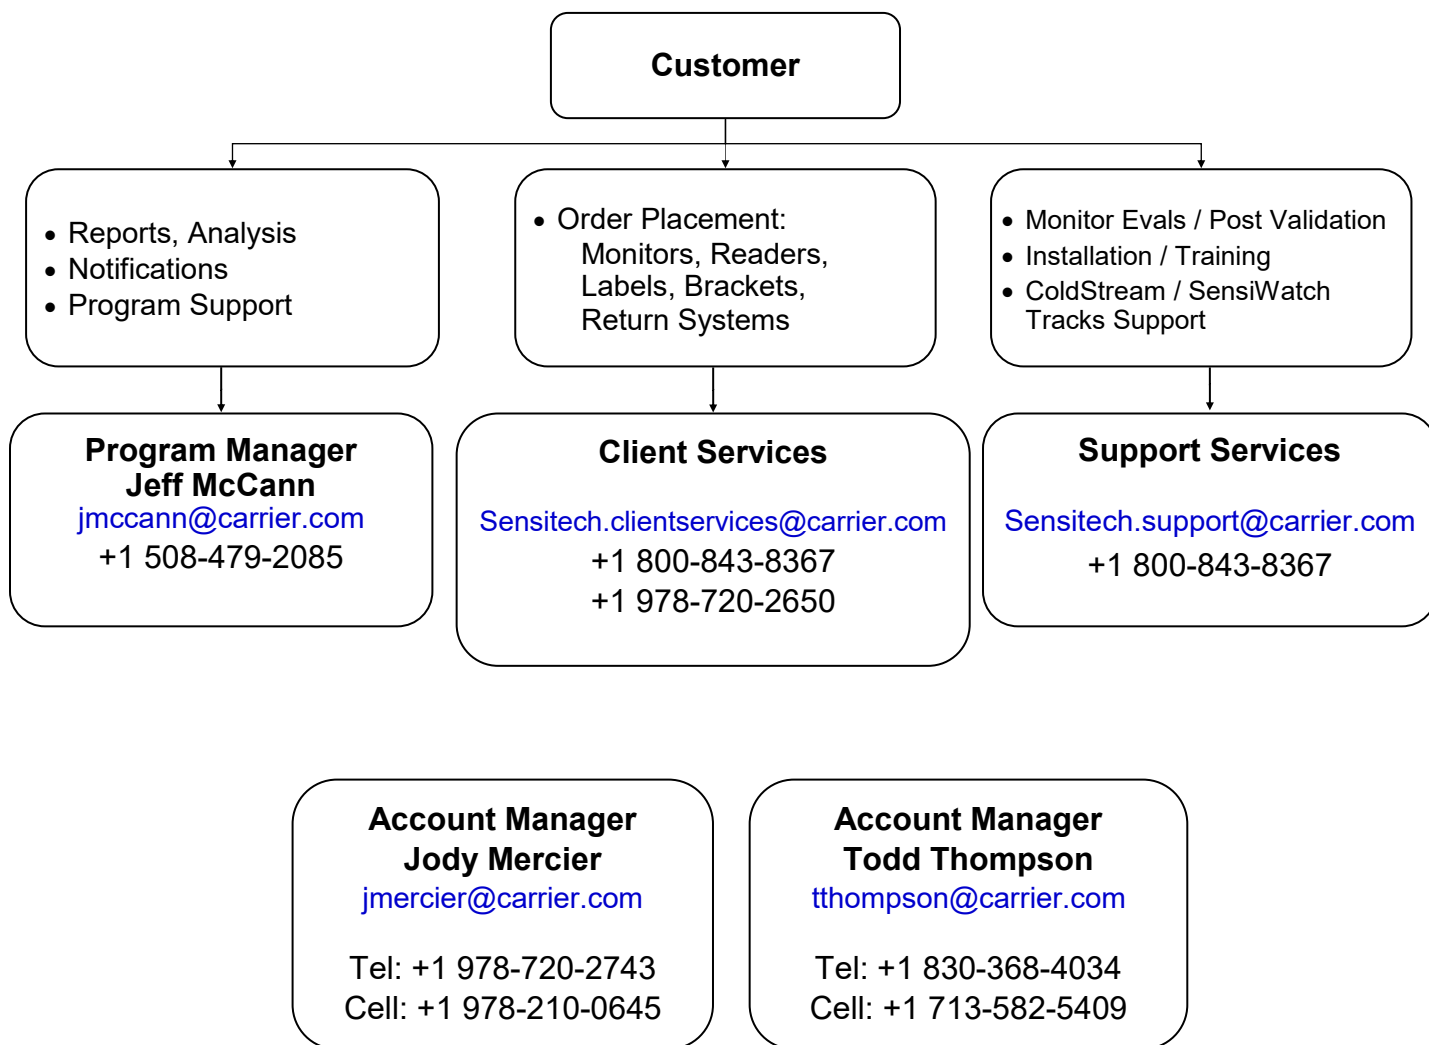 Customer
• Reports, Analysis
• Notifications
• Program Support
• Order Placement:
Monitors, Readers,
Labels, Brackets,
Return Systems
• Monitor Evals / Post Validation
• Installation / Training
• ColdStream / SensiWatch
Tracks Support
Program Manager
Jeff McCann
jmccann@carrier.com
+1 508-479-2085
Client Services
Sensitech.clientservices@carrier.com
+1 800-843-8367
+1 978-720-2650
Support Services
Sensitech.support@carrier.com
+1 800-843-8367
Account Manager
Jody Mercier
jmercier@carrier.com
Tel: +1 978-720-2743
Cell: +1 978-210-0645
Account Manager
Todd Thompson
tthompson@carrier.com
Tel: +1 830-368-4034
Cell: +1 713-582-5409